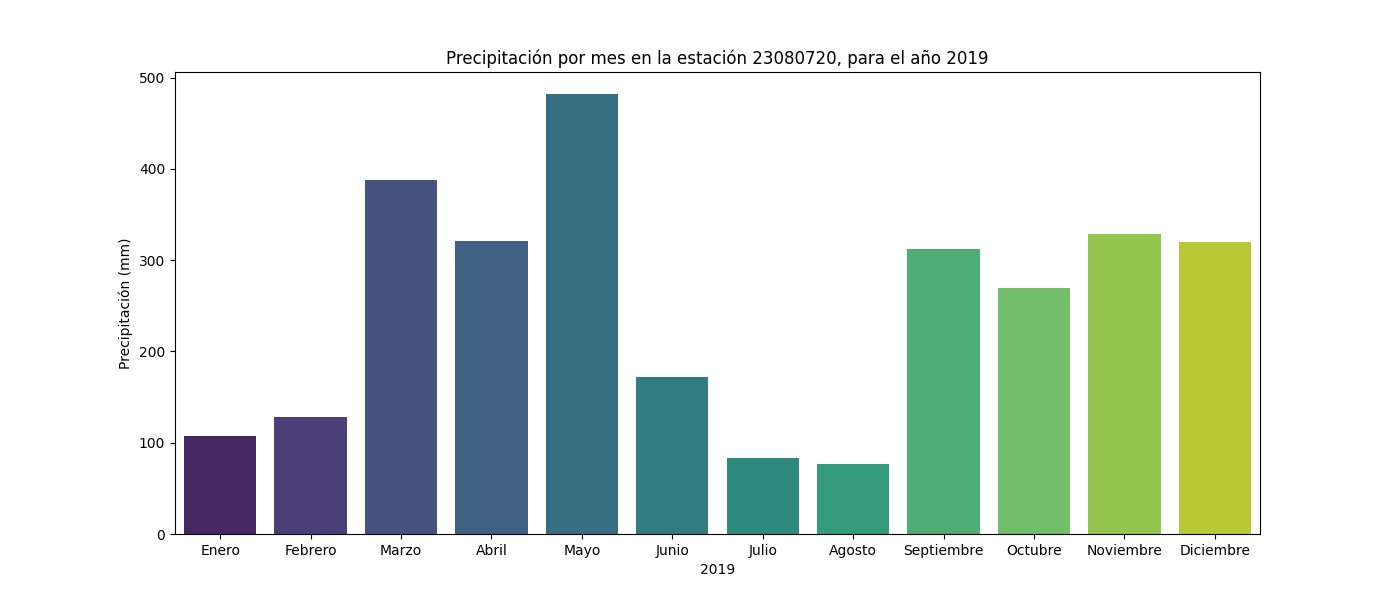 Precipitación por mes en la estación 23080720, para el año 2019
Precipitación (mm)
500
400
300
200
100
0
Enero Febrero Marzo Abril Mayo Junio Julio Agosto Septiembre Octubre Noviembre Diciembre
2019